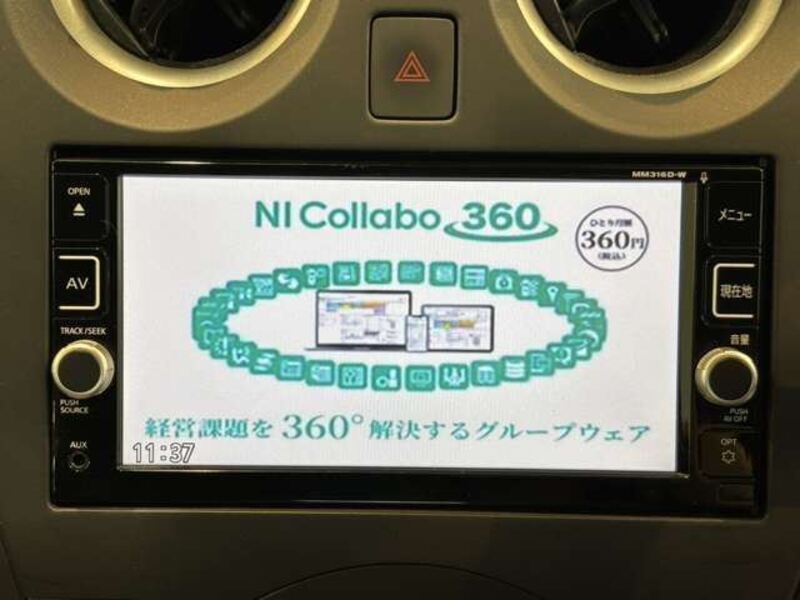 MM316D-W
OPEN
AV
TRACK/SEEK
PUSH
SOURCE
AUX
NI Collabo 360
ひとり月額
360円
(税込)
経営課題を360°解決するグループウェア
11:37
メニュー
現在地
音量
PUSH
AV OFF
OPT